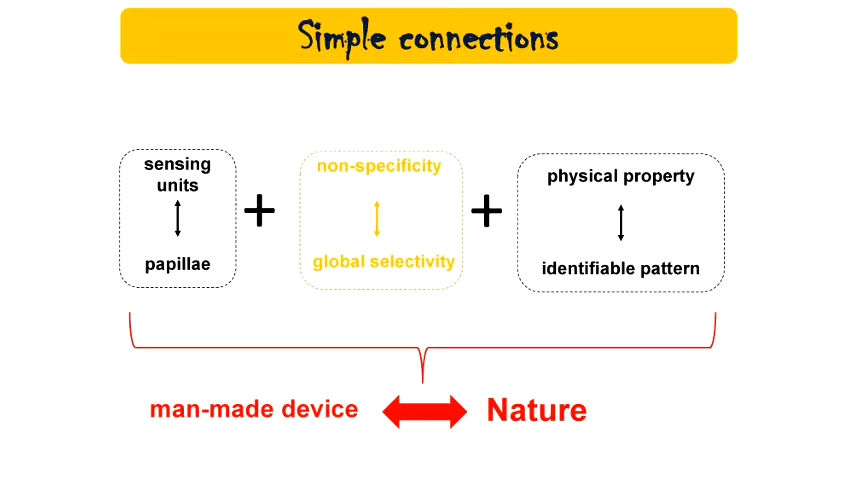 Simple connections
sensing
units
papillae
+
non-specificity
global selectivity
+
physical property
identifiable pattern
man-made device
Nature